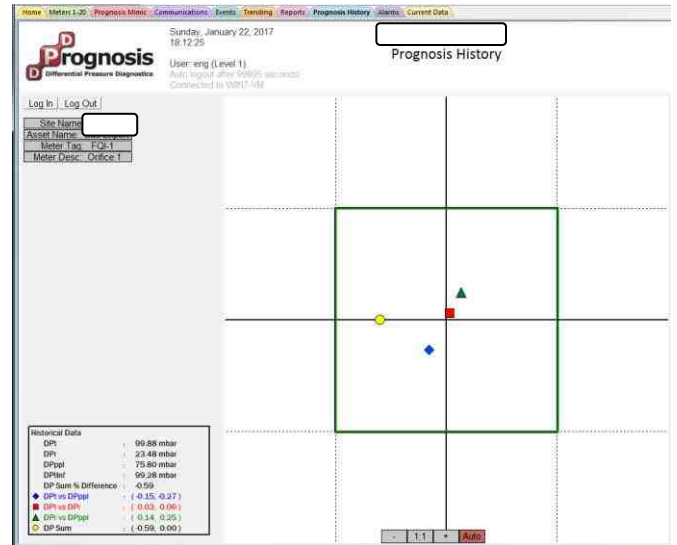 Home Meters 1-20 Prognosis Mimic Communications Events Trending Reports Prognosis History Alarms Current Data
Sunday, January 22, 2017
18:12:25
Prognosis History
DP
Prognosis
D Differential Pressure Diagnostics
User: eng (Level 1)
Auto logout after seconds
Connected to WIN7-VM
Log In Log Out
Site Name
Asset Name:
Meter Tag: FQI-1
Meter Desc: Orifice 1
Historical Data
DPt : 99.88 mbar
DPr : 23.48 mbar
DPppl : 75.80 mbar
DPtInf : 99.28 mbar
DP Sum % Difference : -0.59
DPt vs DPppl : (-0.15, -0.27)
DPt vs DPr : ( 0.03, 0.06)
DPr vs DPppl : ( 0.14, 0.25)
DP Sum : (-0.59, 0.00)
- 1:1 + Auto